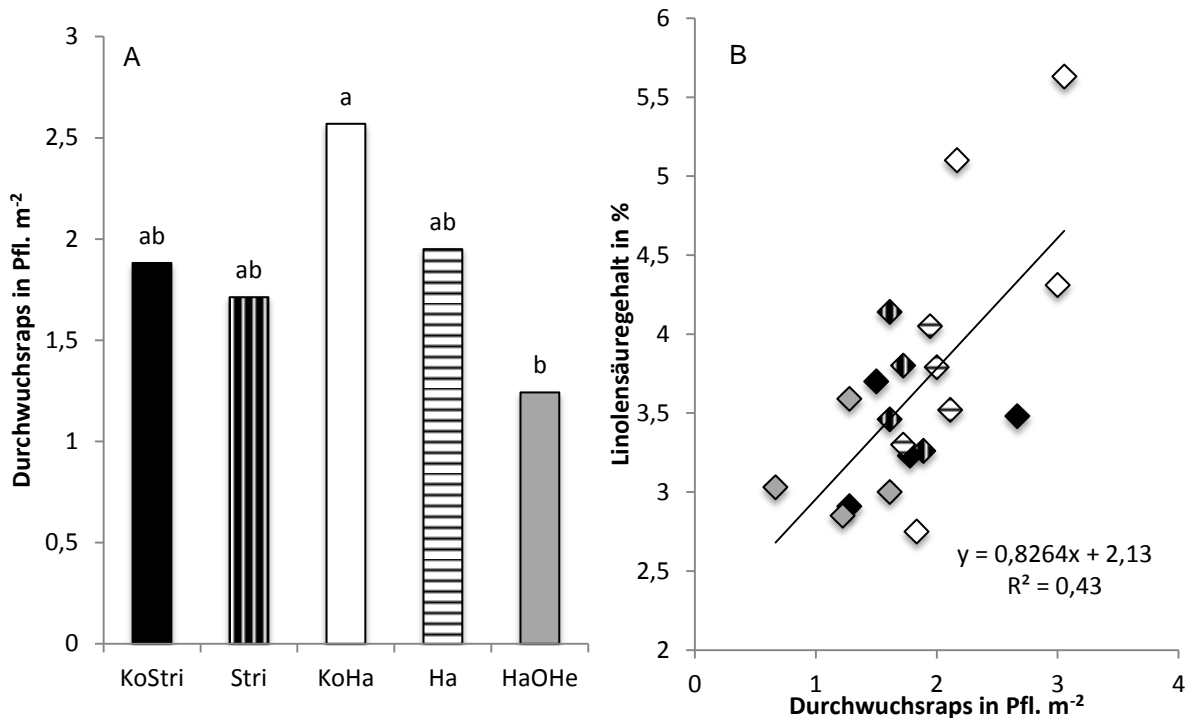 A
Durchwuchsraps in Pfl. m⁻²
3
2,5
2
1,5
1
0,5
0
ab
ab
a
ab
b
KoStri Stri KoHa Ha HaOHe
B
Linolensäuregehalt in %
6
5,5
5
4,5
4
3,5
3
2,5
2
y = 0,8264x + 2,13
R² = 0,43
0 1 2 3 4
Durchwuchsraps in Pfl. m⁻²